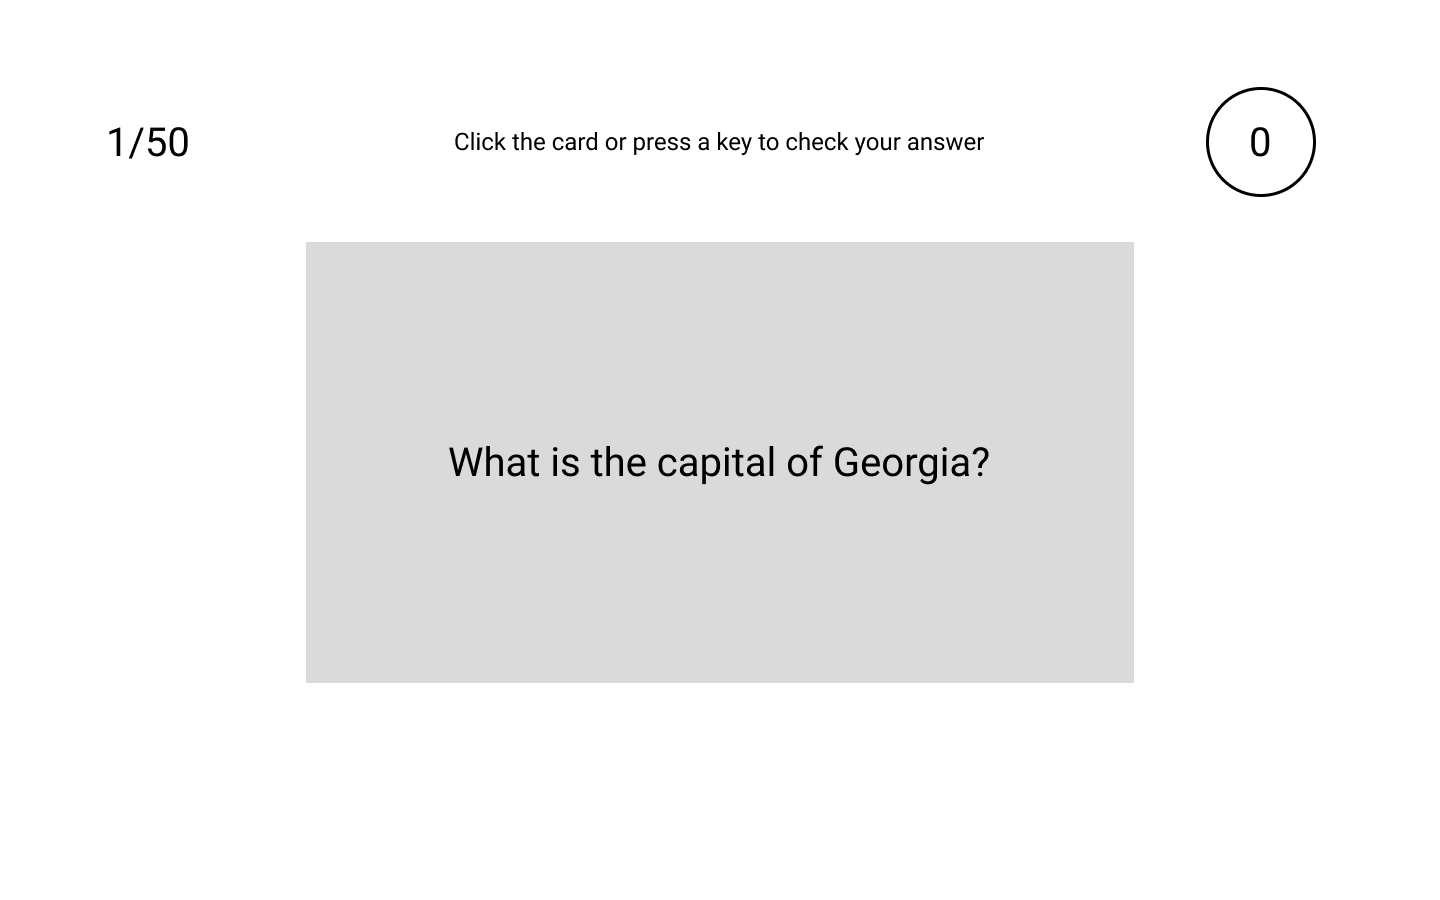 1/50
Click the card or press a key to check your answer
0
What is the capital of Georgia?